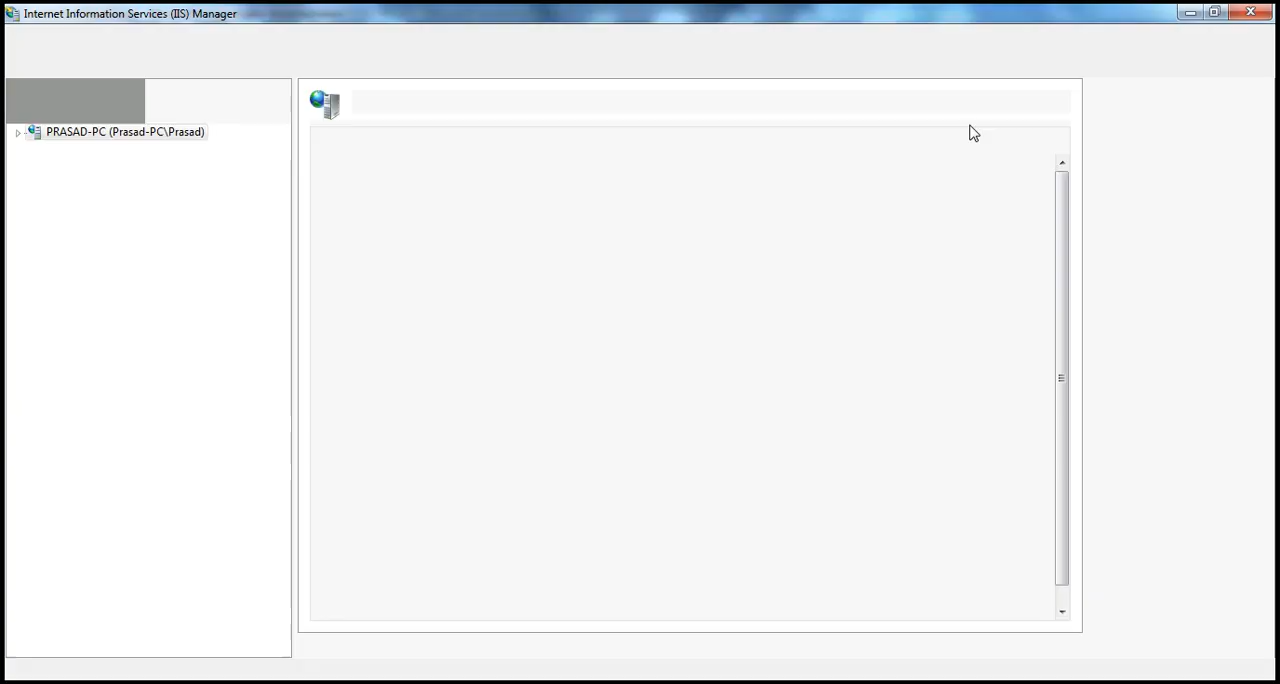 Internet Information Services (IIS) Manager
PRASAD-PC (Prasad-PC\Prasad)